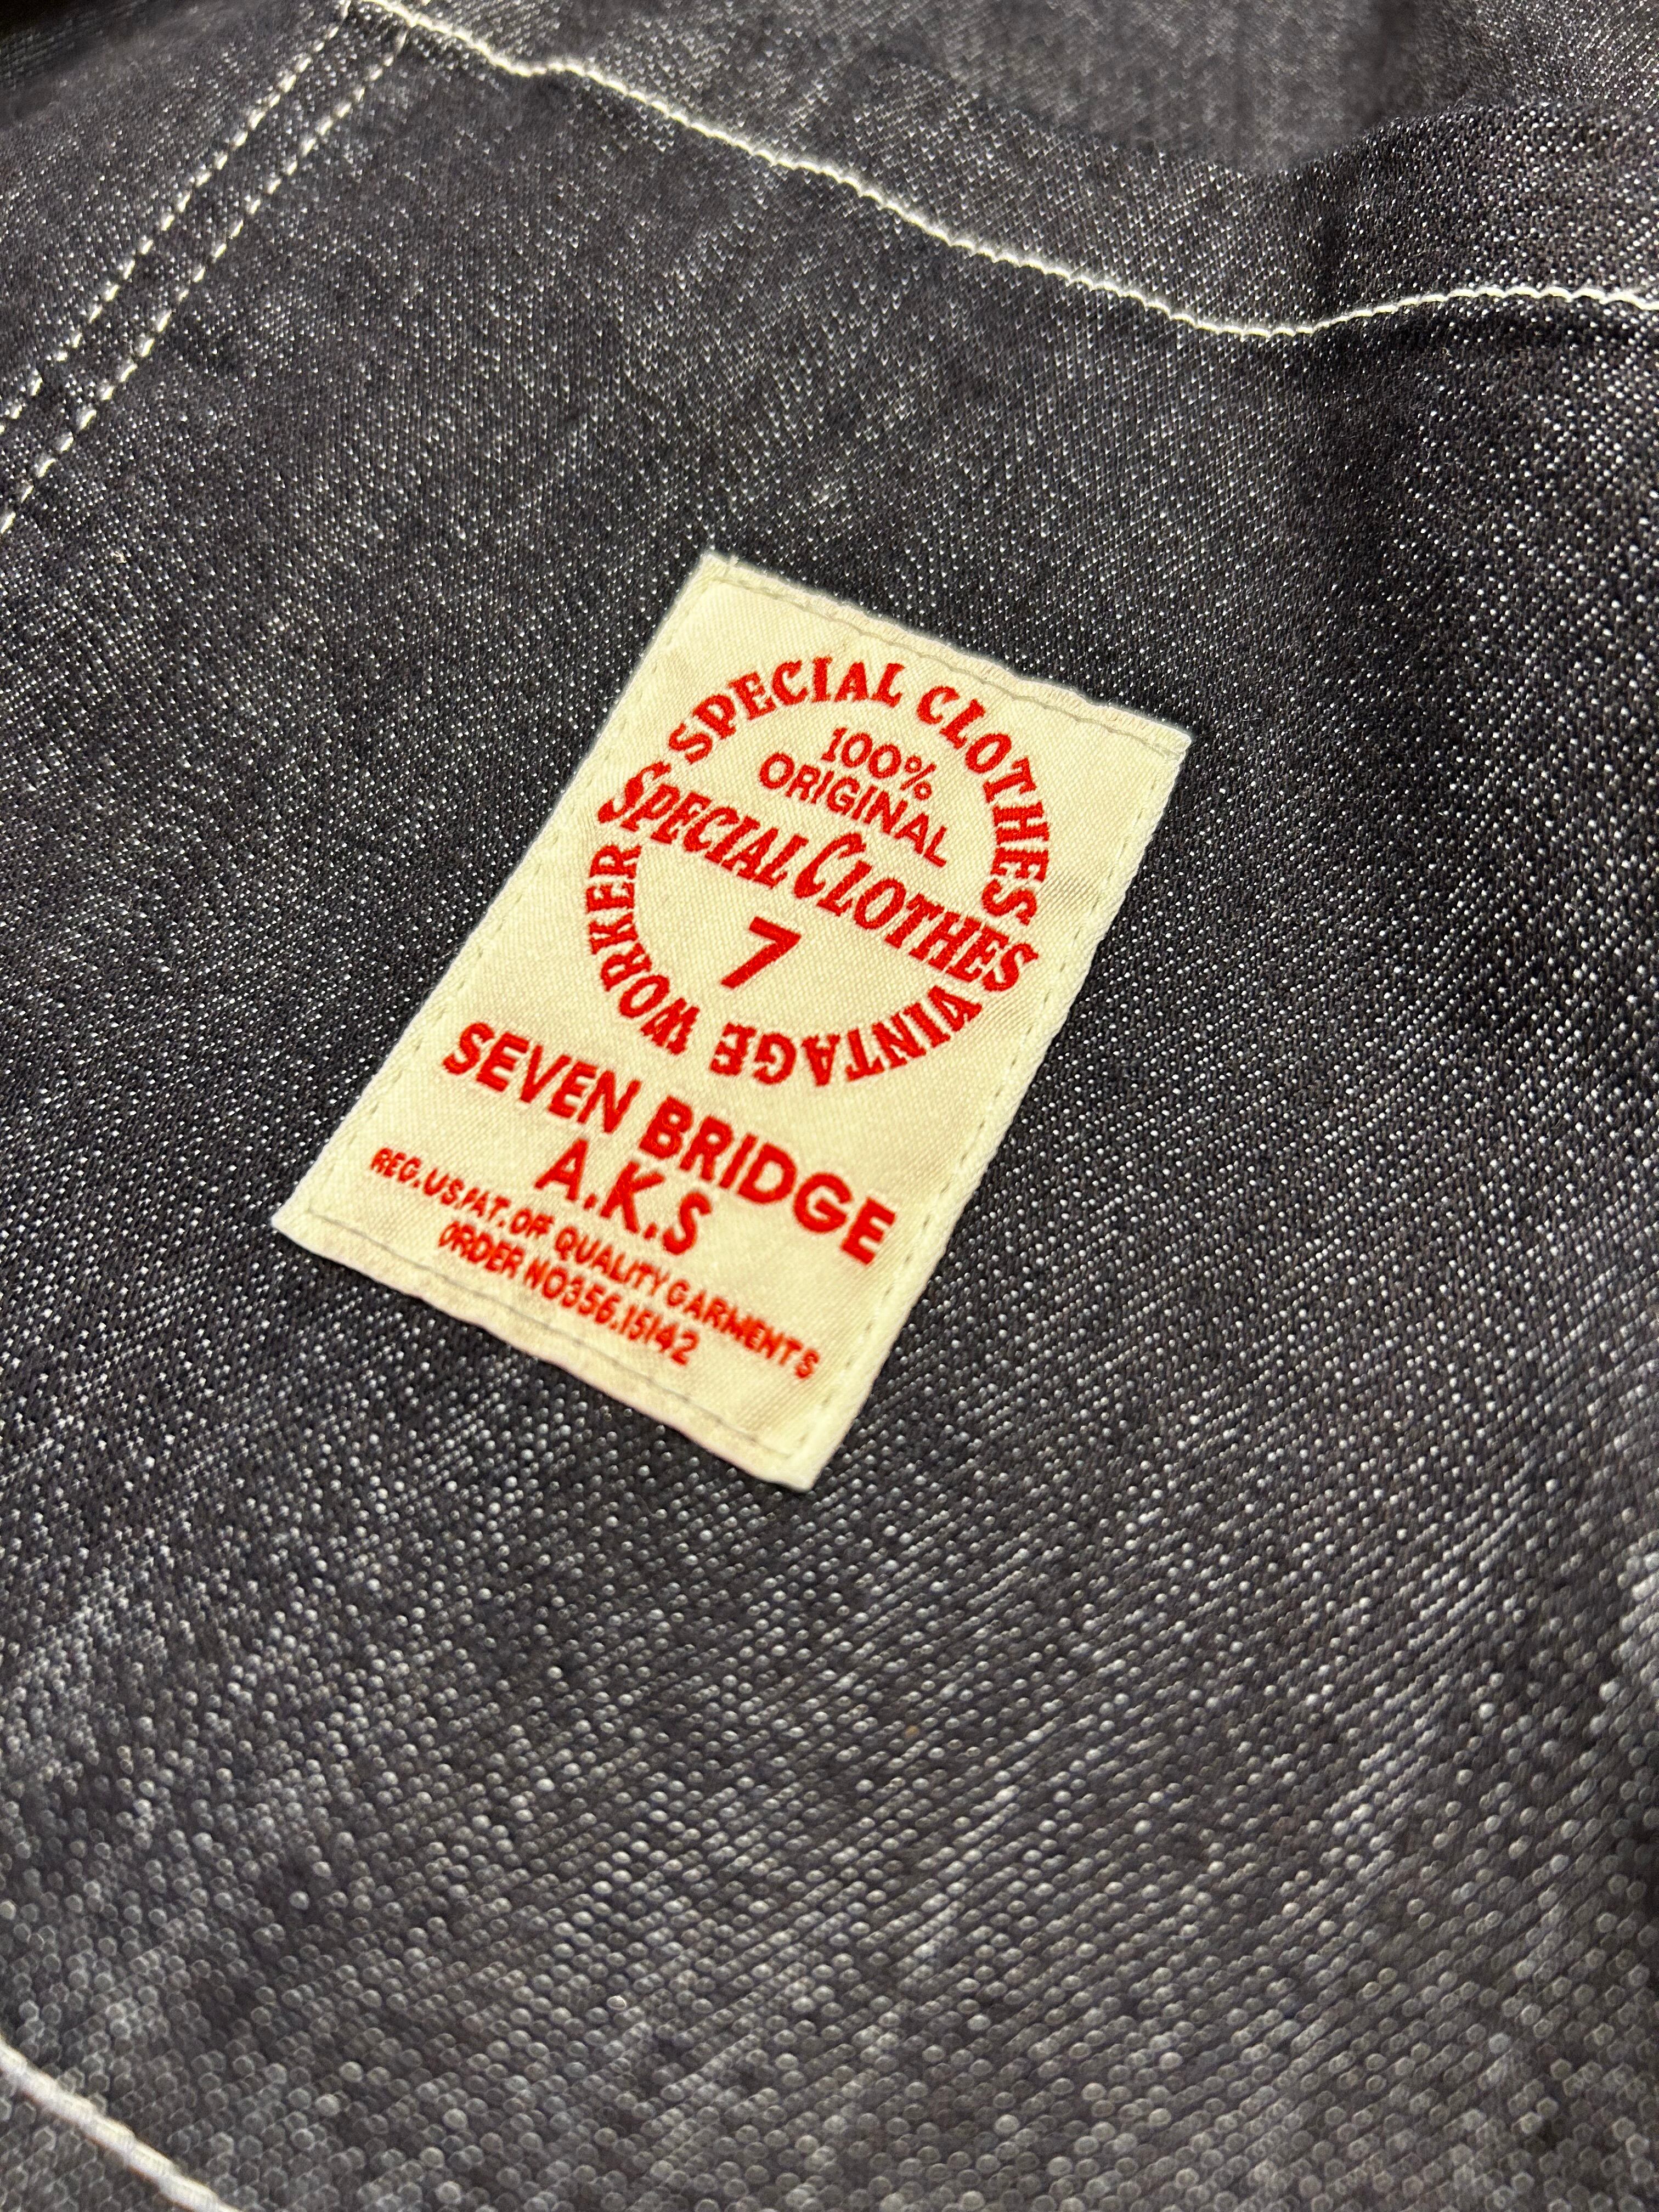 SPECIAL CLOTHES
100%
ORIGINAL
SPECIAL CLOTHES
7
VINTAGE WORKER
SEVEN BRIDGE
A.K.S
REG.US.PAT.OFF QUALITY GARMENTS
ORDER NO356.15142